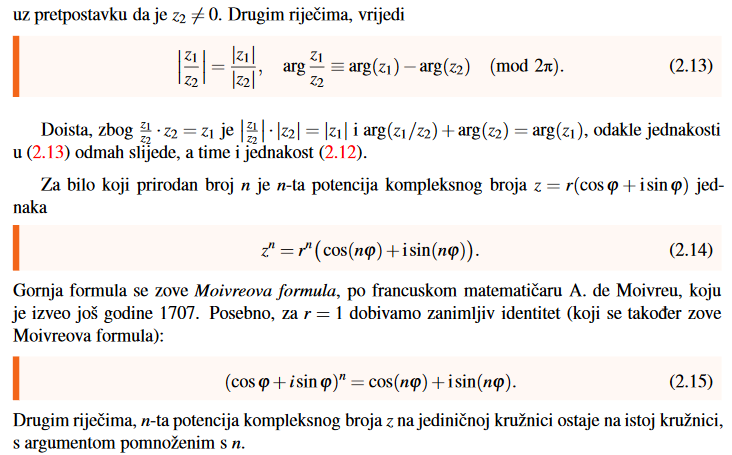 uz pretpostavku da je z₂ ≠ 0. Drugim riječima, vrijedi
|z₁/z₂| = |z₁|/|z₂|, arg z₁/z₂ ≡ arg(z₁) − arg(z₂) (mod 2π). (2.13)
Doista, zbog z₁/z₂ · z₂ = z₁ je |z₁/z₂| · |z₂| = |z₁| i arg(z₁/z₂) + arg(z₂) = arg(z₁), odakle jednakosti
u (2.13) odmah slijede, a time i jednakost (2.12).
Za bilo koji prirodan broj n je n-ta potencija kompleksnog broja z = r(cos φ + i sin φ) jed-
naka
zⁿ = rⁿ(cos(nφ) + i sin(nφ)). (2.14)
Gornja formula se zove Moivreova formula, po francuskom matematičaru A. de Moivreu, koju
je izveo još godine 1707. Posebno, za r = 1 dobivamo zanimljiv identitet (koji se također zove
Moivreova formula):
(cos φ + i sin φ)ⁿ = cos(nφ) + i sin(nφ). (2.15)
Drugim riječima, n-ta potencija kompleksnog broja z na jediničnoj kružnici ostaje na istoj kružnici,
s argumentom pomnoženim s n.